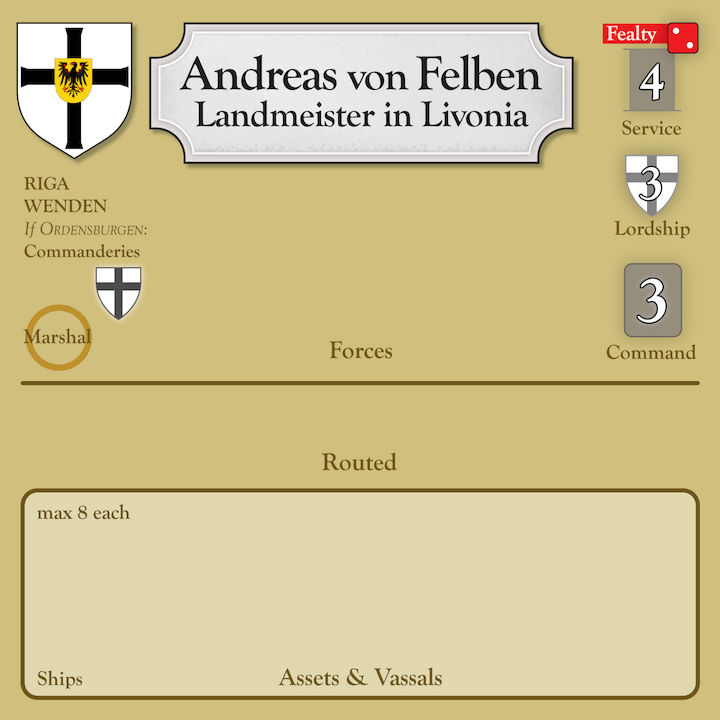 Andreas von Felben
Landmeister in Livonia
Fealty
4
Service
RIGA
WENDEN
If ORDENSBURGEN:
Commanderies
3
Lordship
Marshal
3
Command
Forces
Routed
max 8 each
Ships
Assets & Vassals